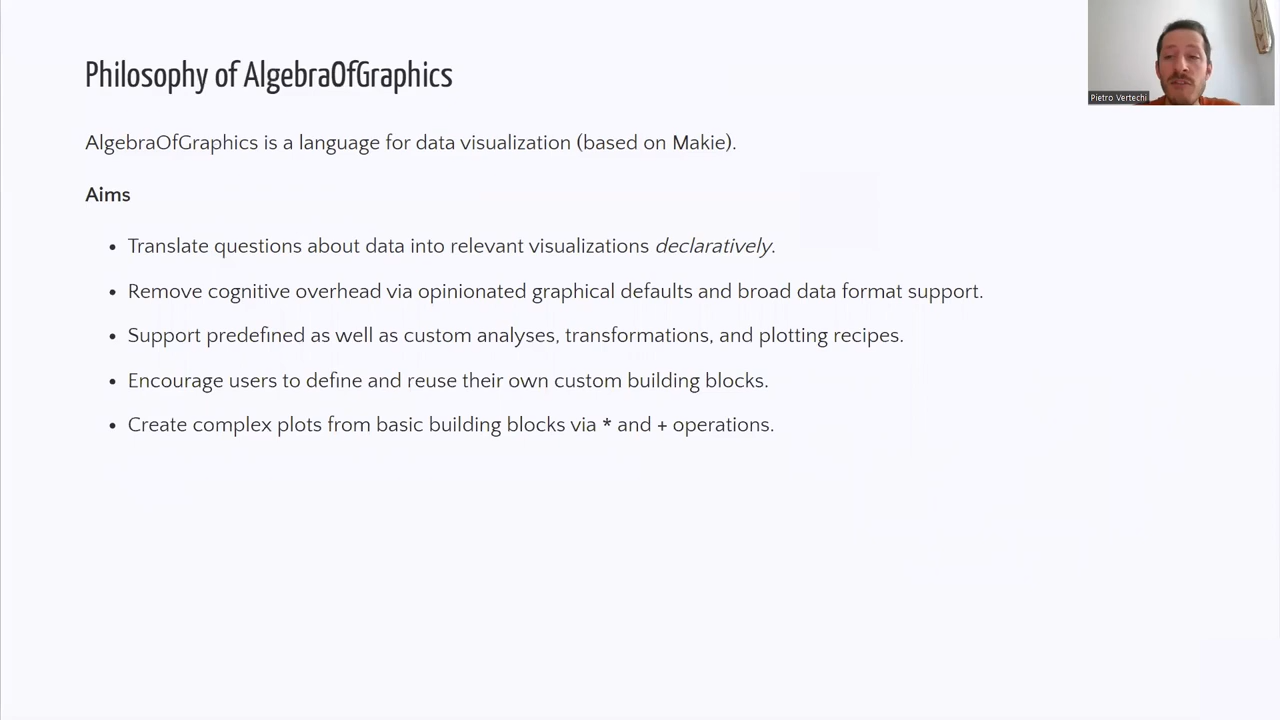 Philosophy of AlgebraOfGraphics
Pietro Vertechi
AlgebraOfGraphics is a language for data visualization (based on Makie).
Aims
• Translate questions about data into relevant visualizations declaratively.
• Remove cognitive overhead via opinionated graphical defaults and broad data format support.
• Support predefined as well as custom analyses, transformations, and plotting recipes.
• Encourage users to define and reuse their own custom building blocks.
• Create complex plots from basic building blocks via * and + operations.